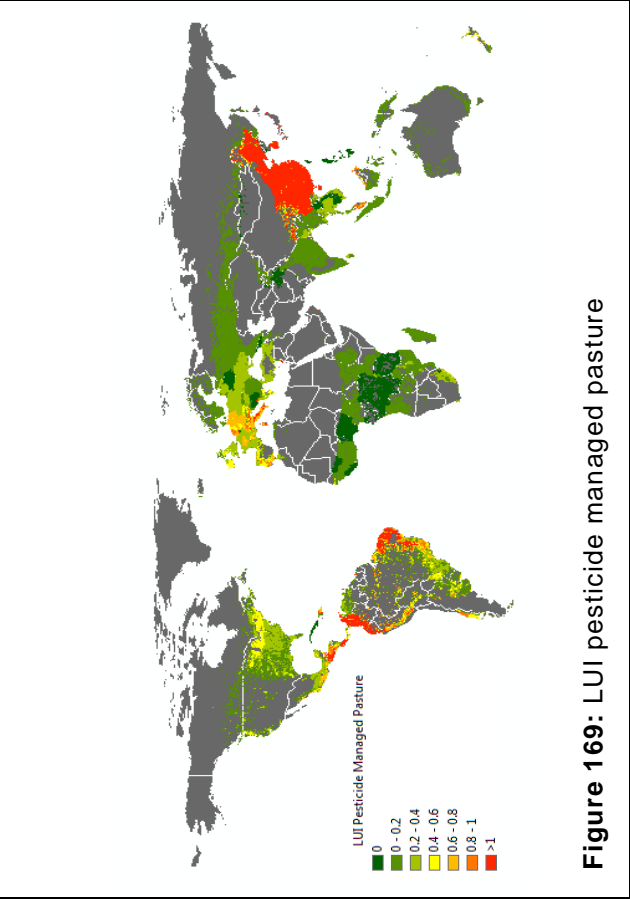 LUI Pesticide Managed Pasture
0
0 - 0.2
0.2 - 0.4
0.4 - 0.6
0.6 - 0.8
0.8 - 1
>1
Figure 169: LUI pesticide managed pasture